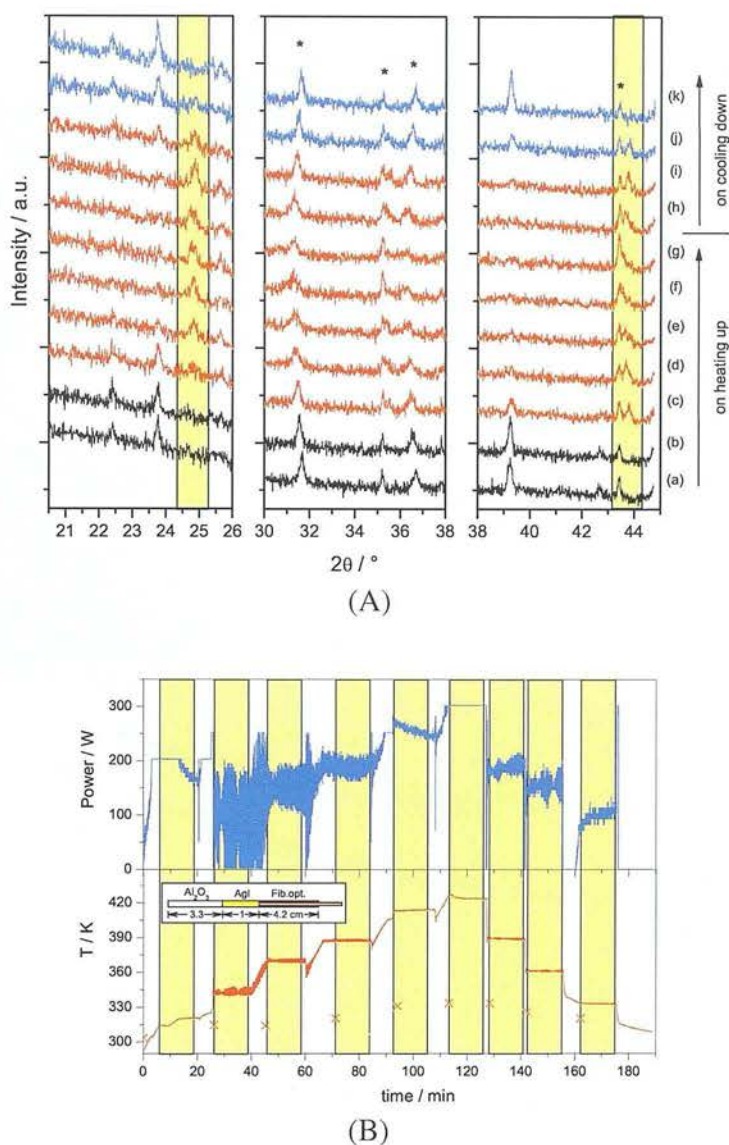 Intensity / a.u.
*
*
*
*
(k)
(j)
(i)
(h)
(g)
(f)
(e)
(d)
(c)
(b)
(a)
on cooling down
on heating up
21 22 23 24 25 26
30 32 34 36 38
38 40 42 44
2θ / °
(A)
300
200
100
0
Power / W
Al₂O₃ AgI Fib.opt.
3.3 1 4.2 cm
420
390
360
330
300
T / K
0 20 40 60 80 100 120 140 160 180
time / min
(B)